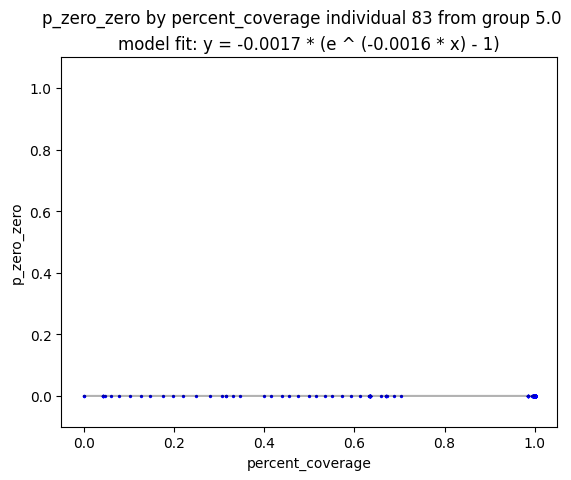 p_zero_zero by percent_coverage individual 83 from group 5.0
model fit: y = -0.0017 * (e ^ (-0.0016 * x) - 1)
1.0
0.8
0.6
0.4
0.2
0.0
p_zero_zero
0.0 0.2 0.4 0.6 0.8 1.0
percent_coverage